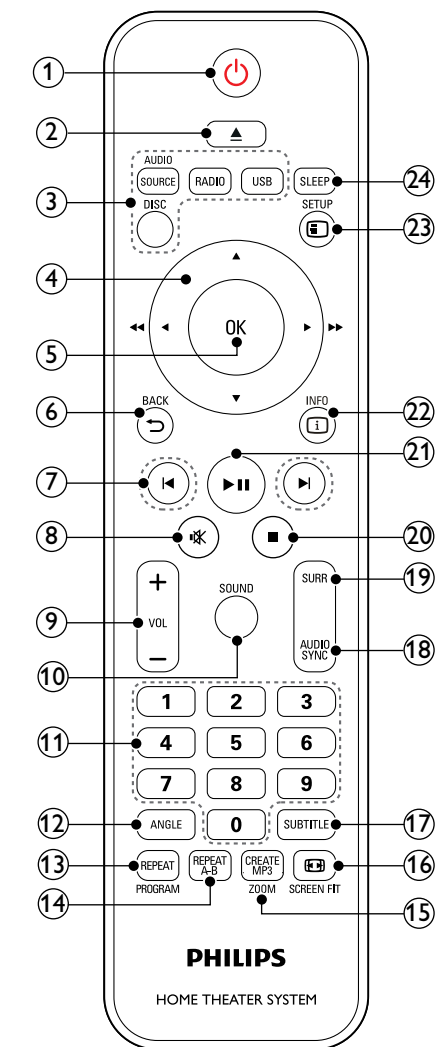 1
2
AUDIO
SOURCE RADIO USB SLEEP 24
3 DISC SETUP 23
4
OK
5
BACK INFO
6 i 22
21
7
8 20
+ SURR 19
SOUND
9 VOL
AUDIO
SYNC 18
−
10
1 2 3
11 4 5 6
7 8 9
12 ANGLE 0 SUBTITLE 17
13 REPEAT REPEAT
A-B CREATE
MP3 16
PROGRAM ZOOM SCREEN FIT
14 15
PHILIPS
HOME THEATER SYSTEM